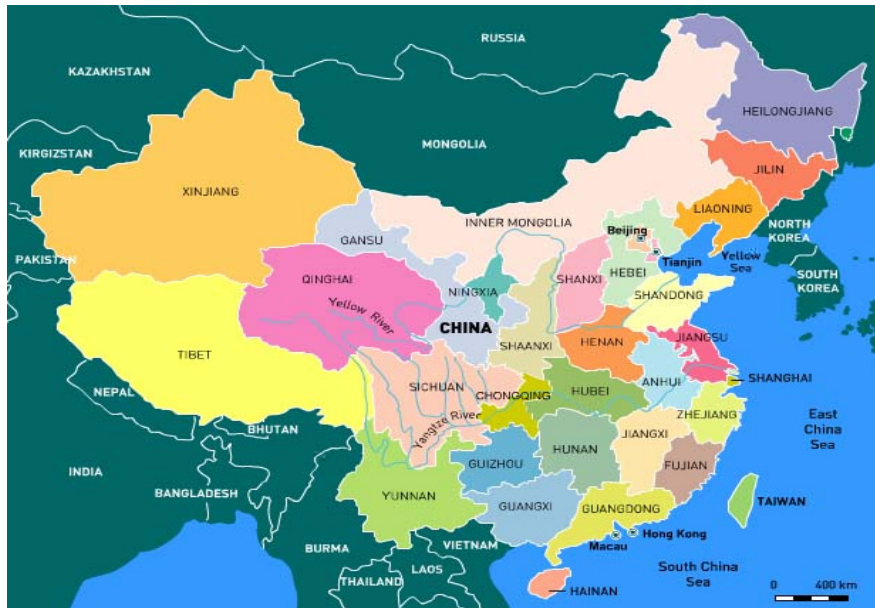 RUSSIA
KAZAKHSTAN
HEILONGJIANG
MONGOLIA
KIRGIZSTAN
JILIN
XINJIANG
LIAONING
INNER MONGOLIA
NORTH
KOREA
Beijing
GANSU
PAKISTAN
Tianjin
Yellow
Sea
SHANXI
HEBEI
SOUTH
KOREA
QINGHAI
NINGXIA
SHANDONG
Yellow River
CHINA
SHAANXI
HENAN
JIANGSU
TIBET
SICHUAN
ANHUI
SHANGHAI
CHONGQING
HUBEI
NEPAL
ZHEJIANG
East
China
Sea
Yangtze River
BHUTAN
JIANGXI
HUNAN
GUIZHOU
FUJIAN
INDIA
BANGLADESH
YUNNAN
TAIWAN
GUANGXI
GUANGDONG
Hong Kong
Macau
BURMA
VIETNAM
LAOS
South China
Sea
THAILAND
HAINAN
0 400 km